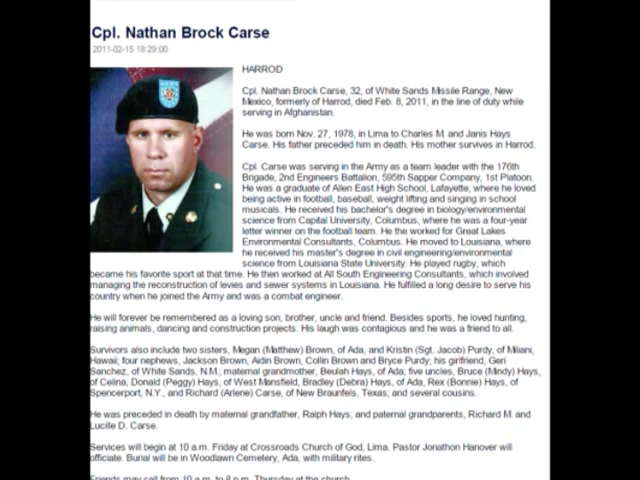 Cpl. Nathan Brock Carse
2011-02-15 18:29:00
HARROD
Cpl. Nathan Brock Carse, 32, of White Sands Missile Range, New
Mexico, formerly of Harrod, died Feb. 8, 2011, in the line of duty while
serving in Afghanistan.
He was born Nov. 27, 1978, in Lima to Charles M. and Janis Hays
Carse. His father preceded him in death. His mother survives in Harrod.
Cpl. Carse was serving in the Army as a team leader with the 176th
Brigade, 2nd Engineers Battalion, 595th Sapper Company, 1st Platoon.
He was a graduate of Allen East High School, Lafayette, where he loved
being active in football, baseball, weight lifting and singing in school
musicals. He received his bachelor's degree in biology/environmental
science from Capital University, Columbus, where he was a four-year
letter winner on the football team. He the worked for Great Lakes
Environmental Consultants, Columbus. He moved to Louisiana, where
he received his master's degree in civil engineering/environmental
science from Louisiana State University. He played rugby, which
became his favorite sport at that time. He then worked at All South Engineering Consultants, which involved
managing the reconstruction of levies and sewer systems in Louisiana. He fulfilled a long desire to serve his
country when he joined the Army and was a combat engineer.
He will forever be remembered as a loving son, brother, uncle and friend. Besides sports, he loved hunting,
raising animals, dancing and construction projects. His laugh was contagious and he was a friend to all.
Survivors also include two sisters, Megan (Matthew) Brown, of Ada, and Kristin (Sgt. Jacob) Purdy, of Miliani,
Hawaii; four nephews, Jackson Brown, Aidin Brown, Collin Brown and Bryce Purdy; his girlfriend, Geri
Sanchez, of White Sands, N.M.; maternal grandmother, Beulah Hays, of Ada; five uncles, Bruce (Mindy) Hays,
of Celina, Donald (Peggy) Hays, of West Mansfield, Bradley (Debra) Hays, of Ada, Rex (Bonnie) Hays, of
Spencerport, N.Y., and Richard (Arlene) Carse, of New Braunfels, Texas; and several cousins.
He was preceded in death by maternal grandfather, Ralph Hays; and paternal grandparents, Richard M. and
Lucille D. Carse.
Services will begin at 10 a.m. Friday at Crossroads Church of God, Lima. Pastor Jonathon Hanover will
officiate. Burial will be in Woodlawn Cemetery, Ada, with military rites.
Friends may call from 10 a.m. to 8 p.m. Thursday at the church.